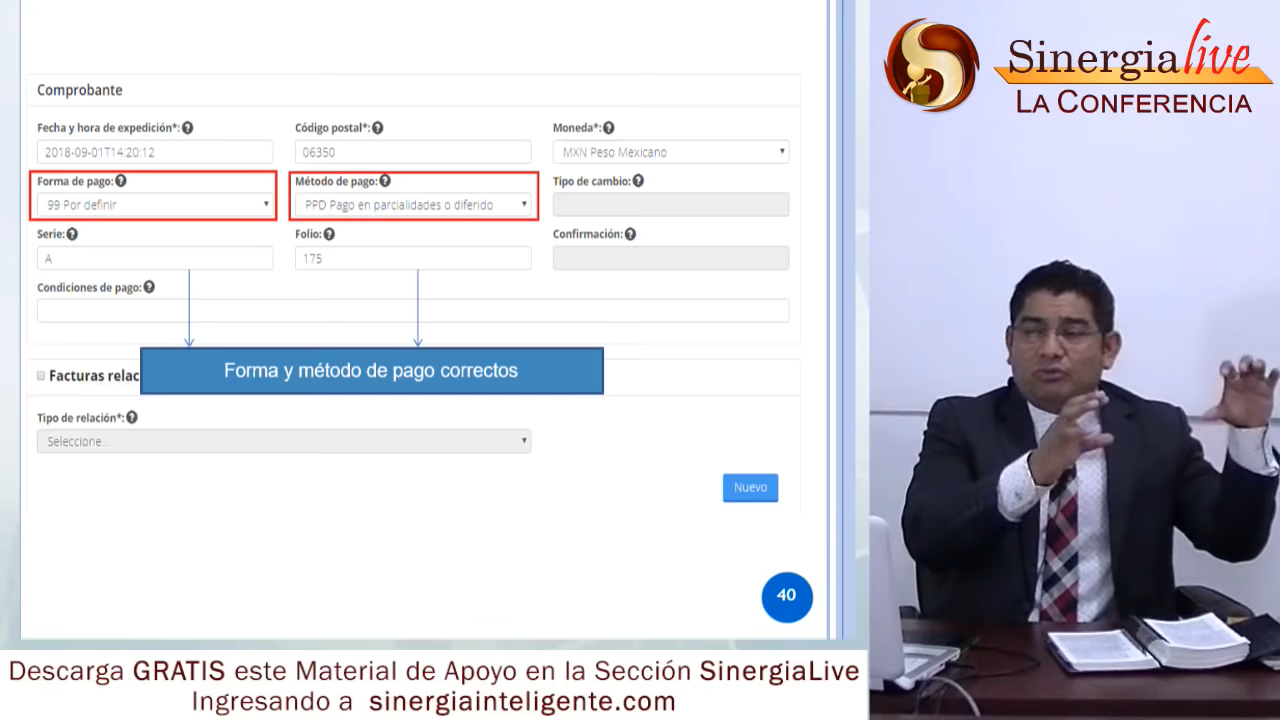 Comprobante
Fecha y hora de expedición*:
Código postal*:
Moneda*:
2018-09-01T14:20:12
06350
MXN Peso Mexicano
Forma de pago:
Método de pago:
Tipo de cambio:
99 Por definir
PPD Pago en parcialidades o diferido
Serie:
Folio:
Confirmación:
A
175
Condiciones de pago:
Forma y método de pago correctos
Facturas relac
Tipo de relación*:
Seleccione...
Nuevo
40
Sinergialive
LA CONFERENCIA
Descarga GRATIS este Material de Apoyo en la Sección SinergiaLive
Ingresando a sinergiainteligente.com